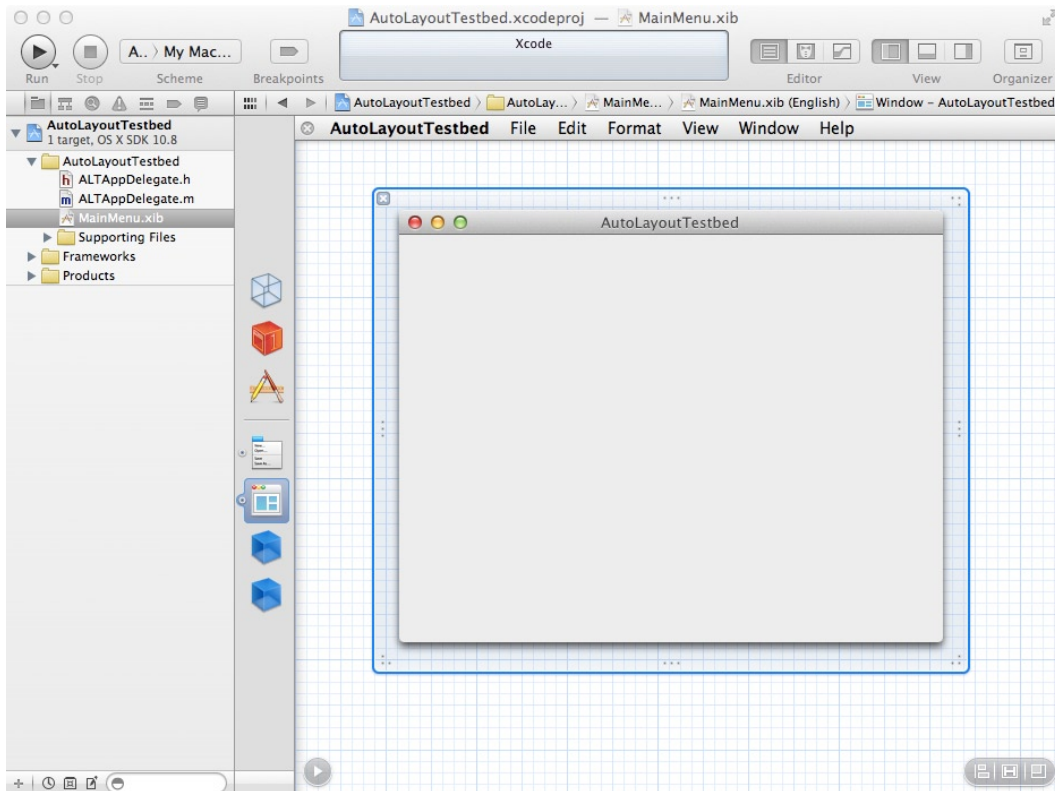 AutoLayoutTestbed.xcodeproj — MainMenu.xib
A.. 〉 My Mac...
Xcode
Run Stop Scheme Breakpoints Editor View Organizer
AutoLayoutTestbed 〉 AutoLay... 〉 MainMe... 〉 MainMenu.xib (English) 〉 Window – AutoLayoutTestbed
AutoLayoutTestbed
1 target, OS X SDK 10.8
AutoLayoutTestbed
h ALTAppDelegate.h
m ALTAppDelegate.m
MainMenu.xib
Supporting Files
Frameworks
Products
AutoLayoutTestbed File Edit Format View Window Help
AutoLayoutTestbed